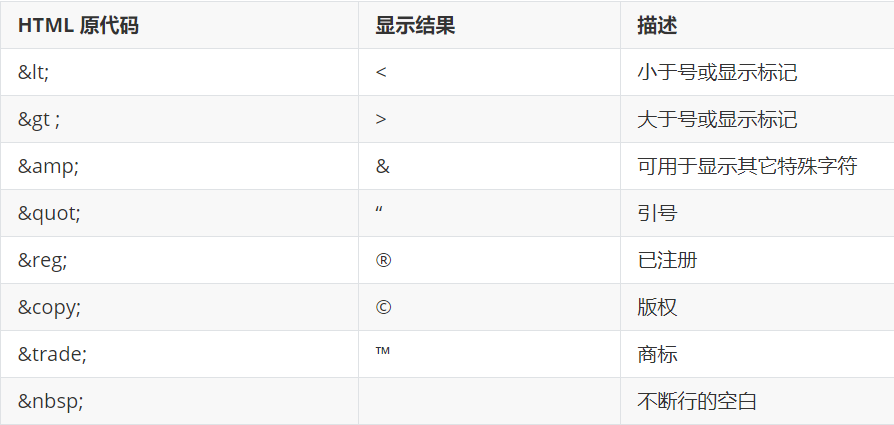 HTML 原代码 显示结果 描述
&lt; < 小于号或显示标记
&gt ; > 大于号或显示标记
&amp; & 可用于显示其它特殊字符
&quot; “ 引号
&reg; ® 已注册
&copy; © 版权
&trade; ™ 商标
&nbsp; 不断行的空白